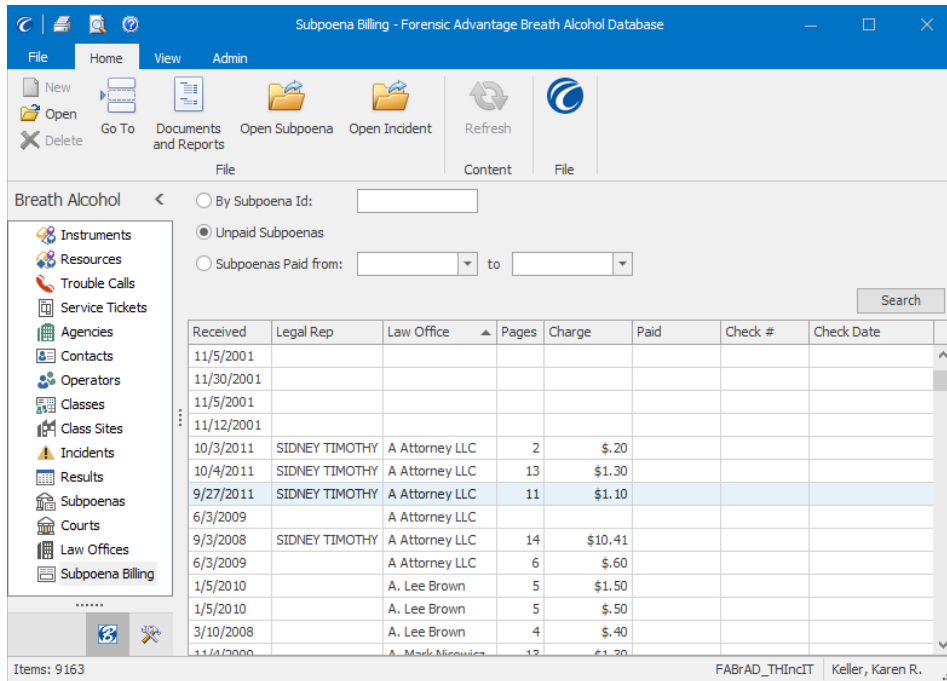 Subpoena Billing - Forensic Advantage Breath Alcohol Database
File Home View Admin
New
Open
Delete
Go To
Documents
and Reports
Open Subpoena
Open Incident
Refresh
File Content File
Breath Alcohol
Instruments
Resources
Trouble Calls
Service Tickets
Agencies
Contacts
Operators
Classes
Class Sites
Incidents
Results
Subpoenas
Courts
Law Offices
Subpoena Billing
By Subpoena Id:
Unpaid Subpoenas
Subpoenas Paid from: to
Search
Received Legal Rep Law Office Pages Charge Paid Check # Check Date
11/5/2001
11/30/2001
11/5/2001
11/12/2001
10/3/2011 SIDNEY TIMOTHY A Attorney LLC 2 $.20
10/4/2011 SIDNEY TIMOTHY A Attorney LLC 13 $1.30
9/27/2011 SIDNEY TIMOTHY A Attorney LLC 11 $1.10
6/3/2009 A Attorney LLC
9/3/2008 SIDNEY TIMOTHY A Attorney LLC 14 $10.41
6/3/2009 A Attorney LLC 6 $.60
1/5/2010 A. Lee Brown 5 $1.50
1/5/2010 A. Lee Brown 5 $.50
3/10/2008 A. Lee Brown 4 $.40
11/4/2009 A. Mark 13 $1.30
Items: 9163 FABrAD_THIncIT Keller, Karen R.